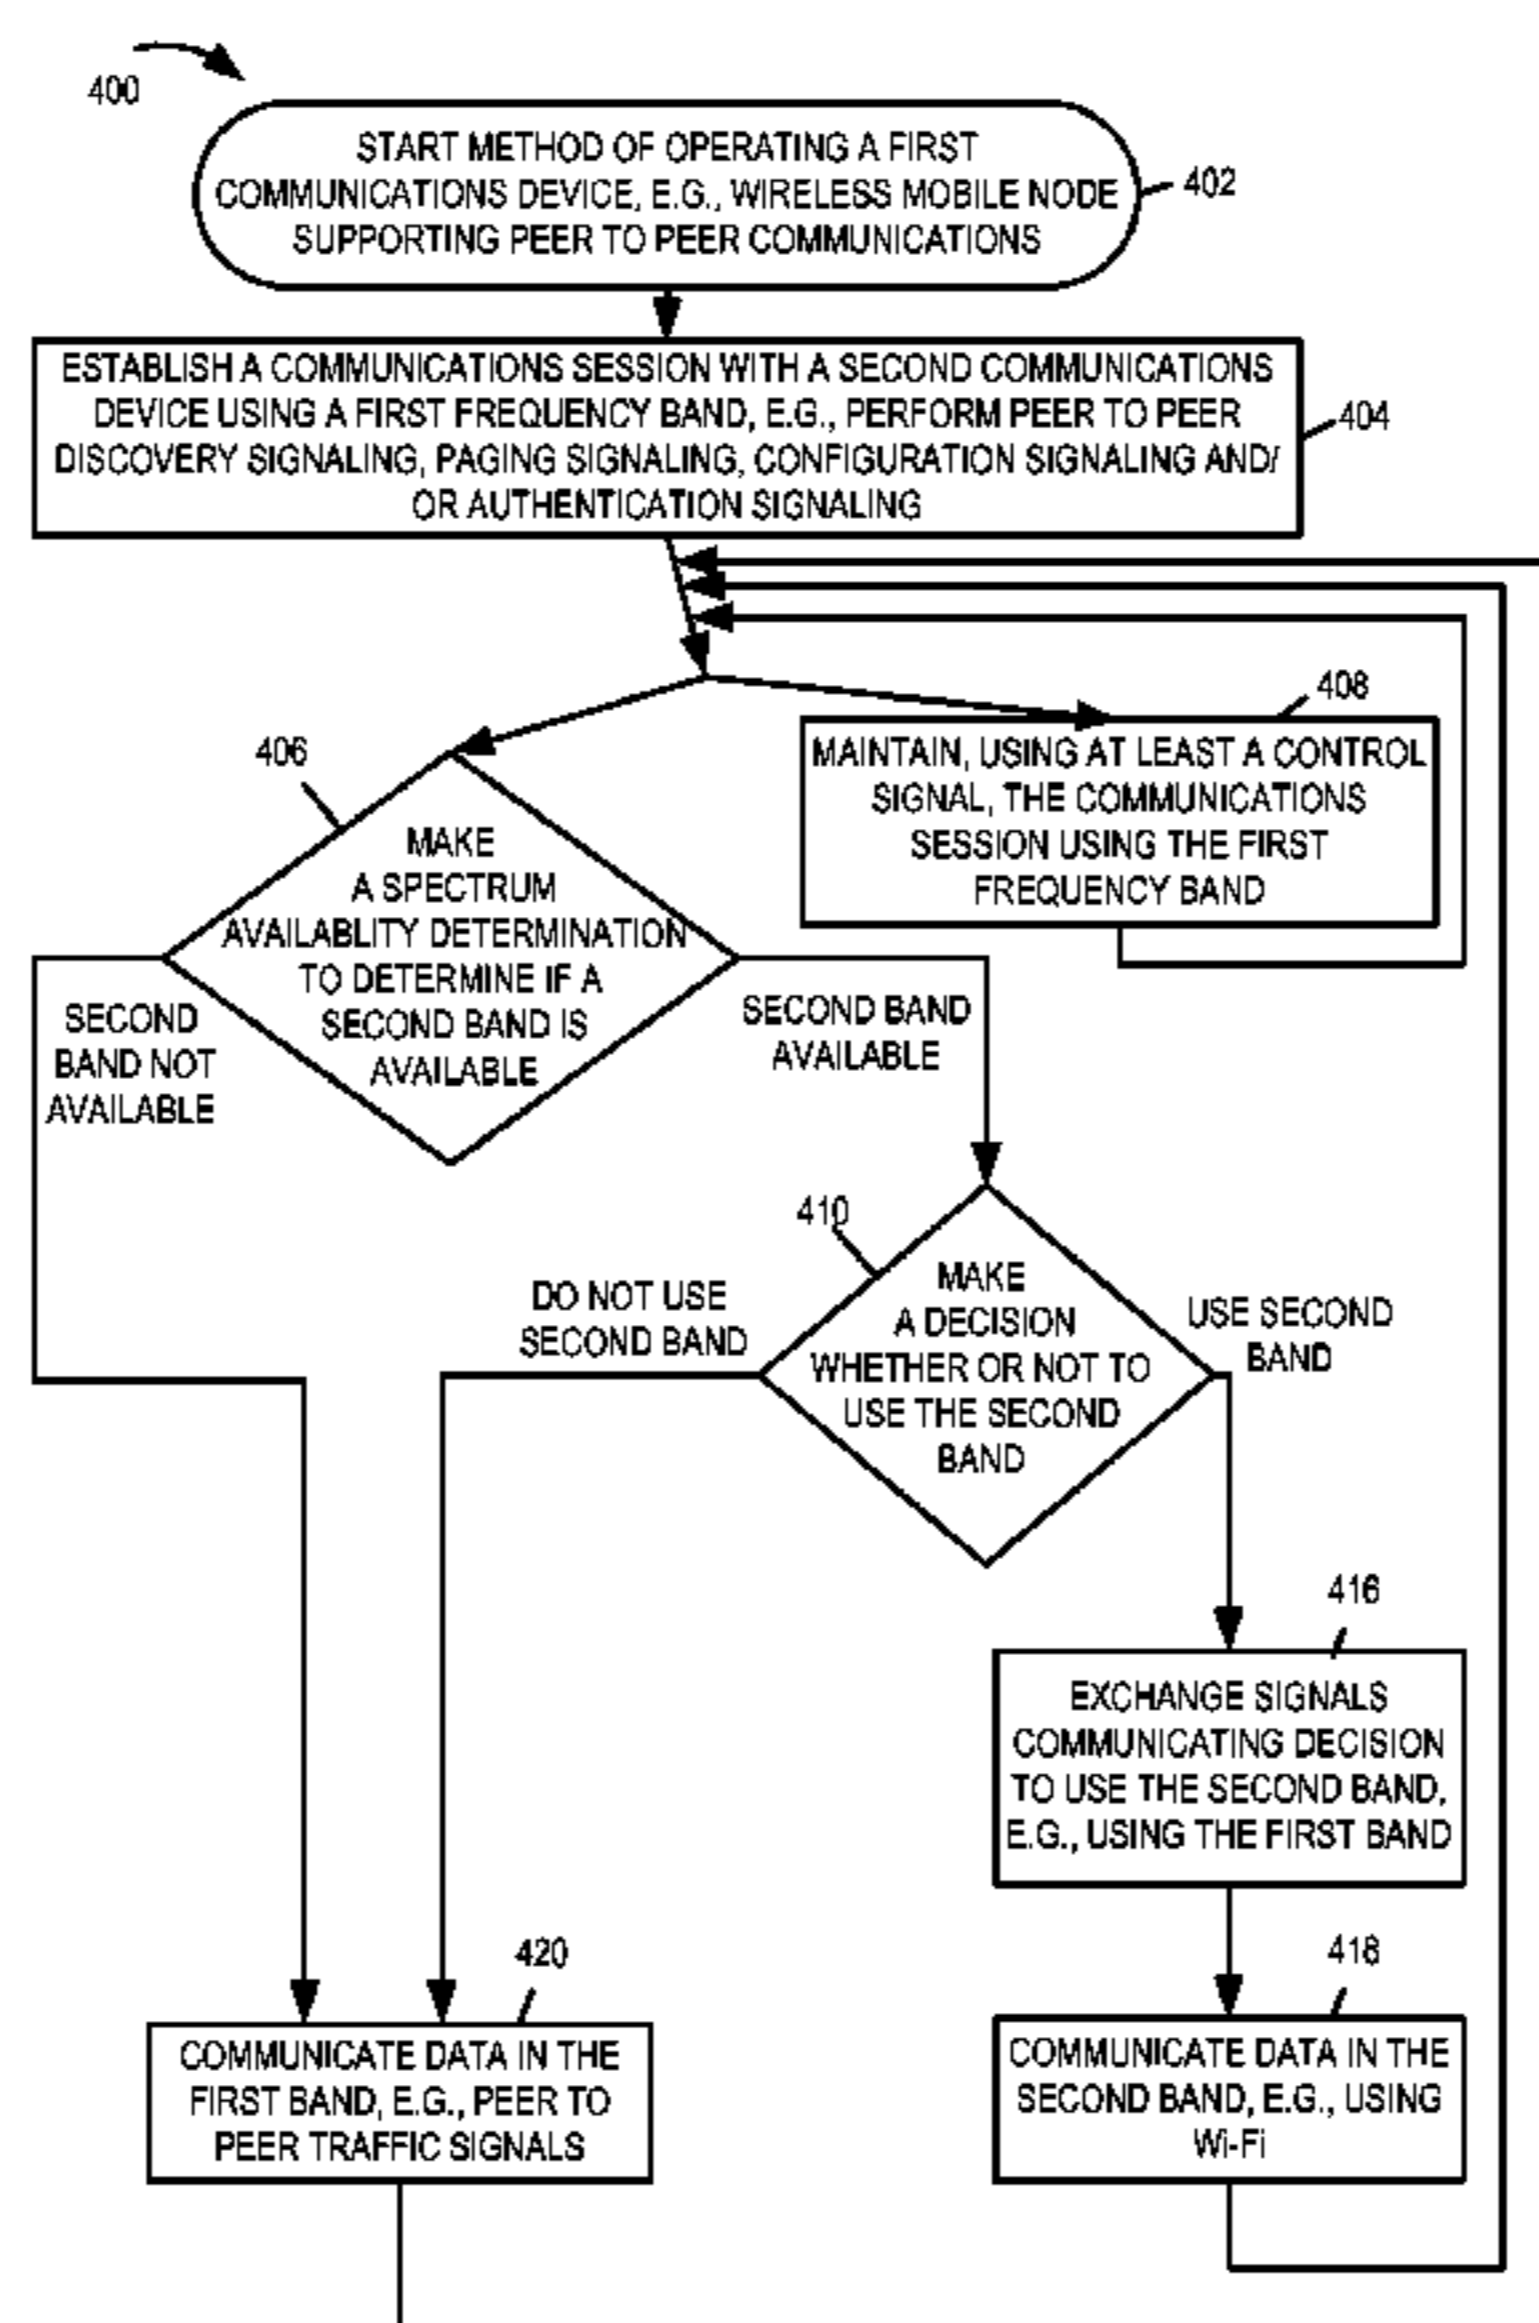 400
START METHOD OF OPERATING A FIRST
COMMUNICATIONS DEVICE, E.G., WIRELESS MOBILE NODE
SUPPORTING PEER TO PEER COMMUNICATIONS
402
ESTABLISH A COMMUNICATIONS SESSION WITH A SECOND COMMUNICATIONS
DEVICE USING A FIRST FREQUENCY BAND, E.G., PERFORM PEER TO PEER
DISCOVERY SIGNALING, PAGING SIGNALING, CONFIGURATION SIGNALING AND/
OR AUTHENTICATION SIGNALING
404
408
MAINTAIN, USING AT LEAST A CONTROL
SIGNAL, THE COMMUNICATIONS
SESSION USING THE FIRST
FREQUENCY BAND
406
MAKE
A SPECTRUM
AVAILABLITY DETERMINATION
TO DETERMINE IF A
SECOND BAND IS
AVAILABLE
SECOND
BAND NOT
AVAILABLE
SECOND BAND
AVAILABLE
410
MAKE
A DECISION
WHETHER OR NOT TO
USE THE SECOND
BAND
DO NOT USE
SECOND BAND
USE SECOND
BAND
416
EXCHANGE SIGNALS
COMMUNICATING DECISION
TO USE THE SECOND BAND,
E.G., USING THE FIRST BAND
420
COMMUNICATE DATA IN THE
FIRST BAND, E.G., PEER TO
PEER TRAFFIC SIGNALS
418
COMMUNICATE DATA IN THE
SECOND BAND, E.G., USING
Wi-Fi